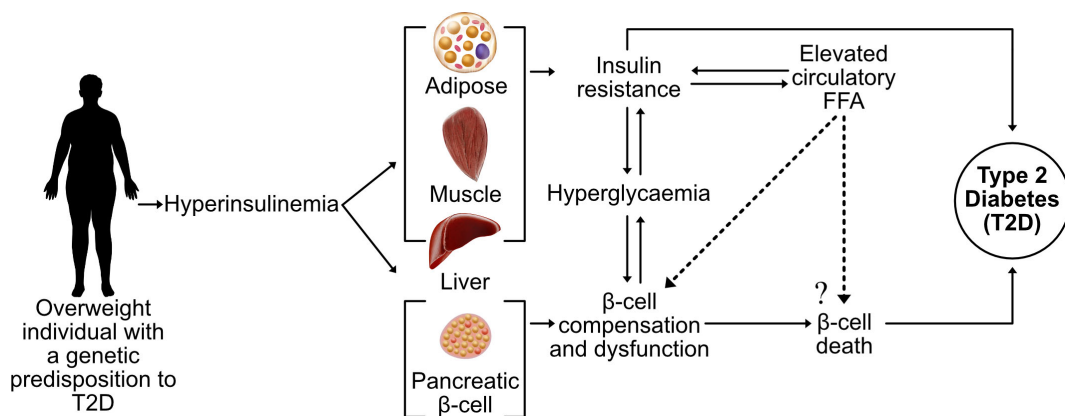 Overweight
individual with
a genetic
predisposition to
T2D
Hyperinsulinemia
Adipose
Muscle
Liver
Pancreatic
β-cell
Insulin
resistance
Elevated
circulatory
FFA
Hyperglycaemia
β-cell
compensation
and dysfunction
?
β-cell
death
Type 2
Diabetes
(T2D)